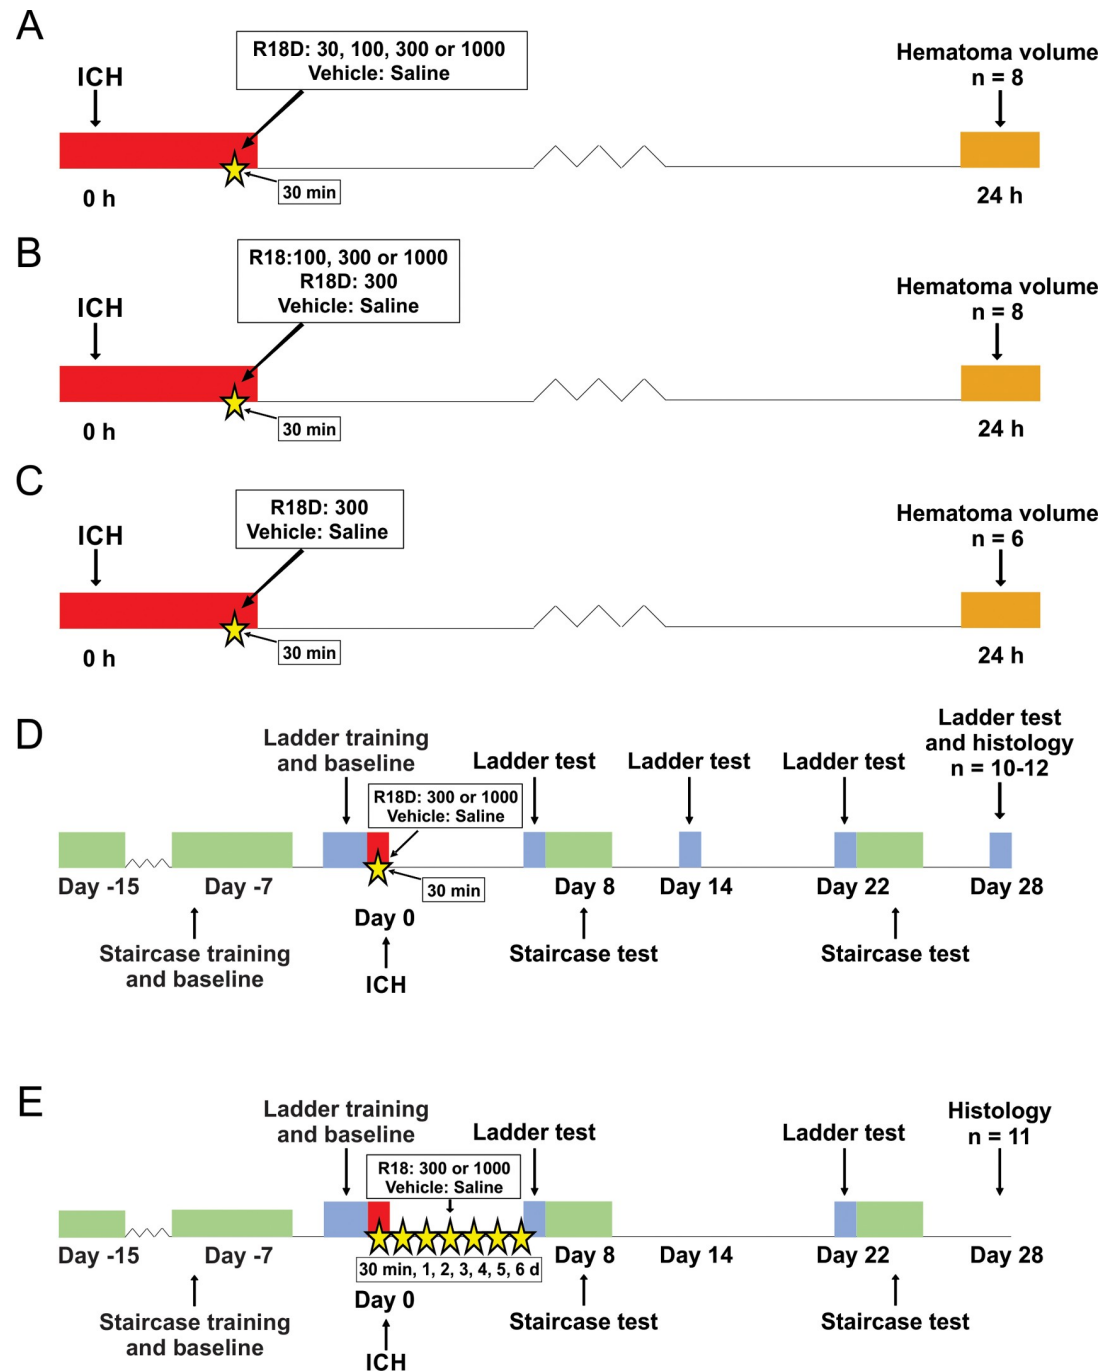 A
R18D: 30, 100, 300 or 1000
Vehicle: Saline
ICH
Hematoma volume
n = 8
30 min
0 h
24 h
B
R18:100, 300 or 1000
R18D: 300
Vehicle: Saline
ICH
Hematoma volume
n = 8
30 min
0 h
24 h
C
R18D: 300
Vehicle: Saline
ICH
Hematoma volume
n = 6
30 min
0 h
24 h
D
Ladder training
and baseline
Ladder test
Ladder test
Ladder test
Ladder test
and histology
n = 10-12
R18D: 300 or 1000
Vehicle: Saline
30 min
Day -15
Day -7
Day 0
Day 8
Day 14
Day 22
Day 28
Staircase training
and baseline
ICH
Staircase test
Staircase test
E
Ladder training
and baseline
Ladder test
Ladder test
Histology
n = 11
R18: 300 or 1000
Vehicle: Saline
30 min, 1, 2, 3, 4, 5, 6 d
Day -15
Day -7
Day 0
Day 8
Day 14
Day 22
Day 28
Staircase training
and baseline
ICH
Staircase test
Staircase test